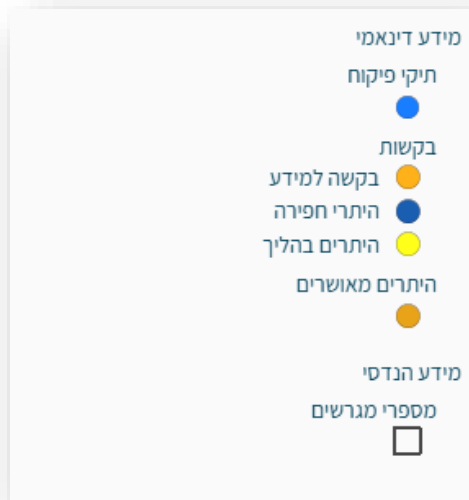 מידע דינאמי
תיקי פיקוח
בקשות
בקשה למידע
היתרי חפירה
היתרים בהליך
היתרים מאושרים
מידע הנדסי
מספרי מגרשים